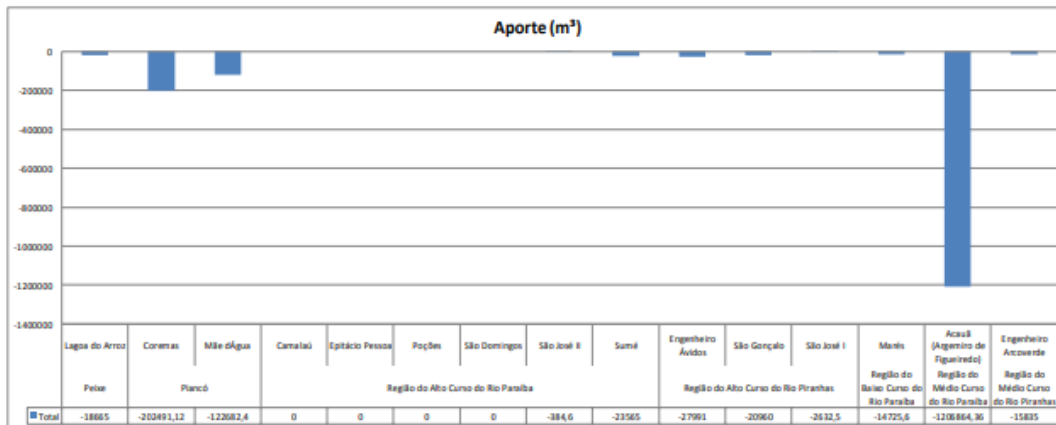 Aporte (m³)
0
-200000
-400000
-600000
-800000
-1000000
-1200000
-1400000
Lagoa do Arroz Coremas Mãe dÁgua Camalaú Epitácio Pessoa Poções São Domingos São José II Sumé Engenheiro Ávidos São Gonçalo São José I Marés Acauã (Argemiro de Figueiredo) Engenheiro Arcoverde
Peixe Piancó Região do Alto Curso do Rio Paraíba Região do Alto Curso do Rio Piranhas Região do Baixo Curso do Rio Paraíba Região do Médio Curso do Rio Paraíba Região do Médio Curso do Rio Piranhas
Total -18665 -202491,12 -122682,4 0 0 0 0 -384,6 -23565 -27991 -20960 -2632,5 -14725,6 -1206864,36 -15835